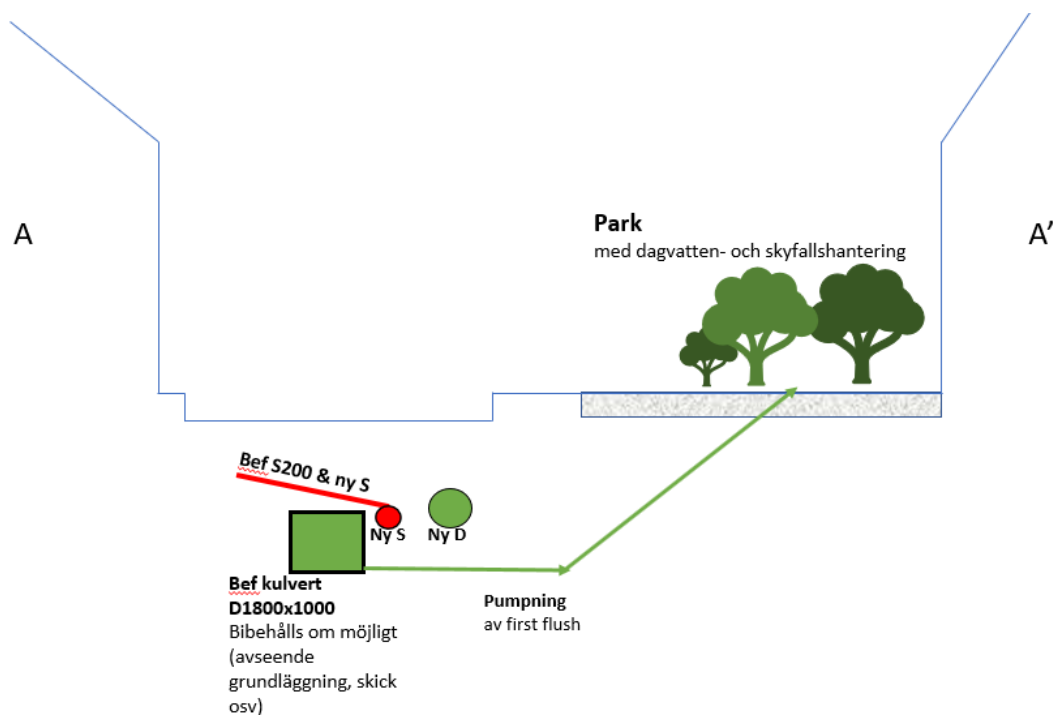 A
A’
Park
med dagvatten- och skyfallshantering
Bef S200 & ny S
Ny S
Ny D
Bef kulvert
D1800x1000
Bibehålls om möjligt
(avseende
grundläggning, skick
osv)
Pumpning
av first flush